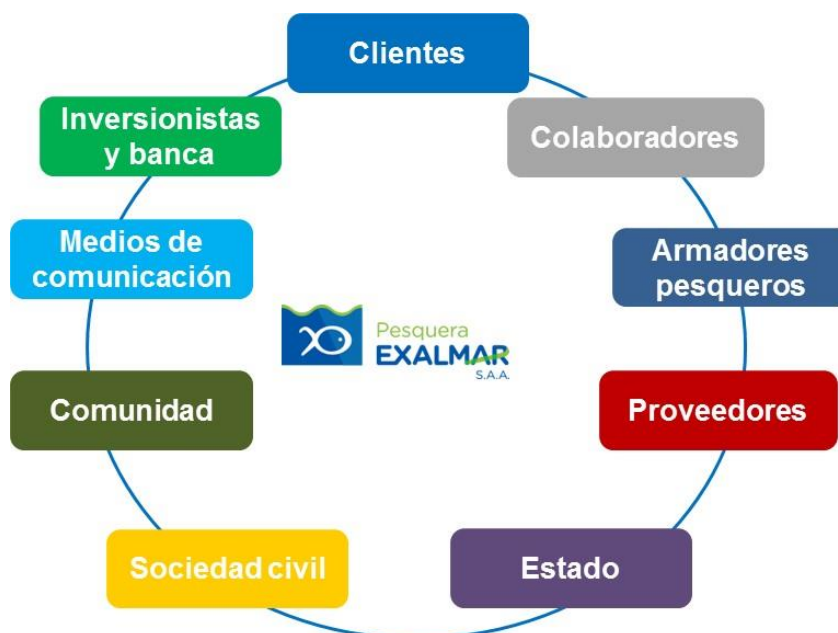 Clientes
Inversionistas
y banca
Colaboradores
Medios de
comunicación
Armadores
pesqueros
Pesquera
EXALMAR
S.A.A.
Comunidad
Proveedores
Sociedad civil
Estado